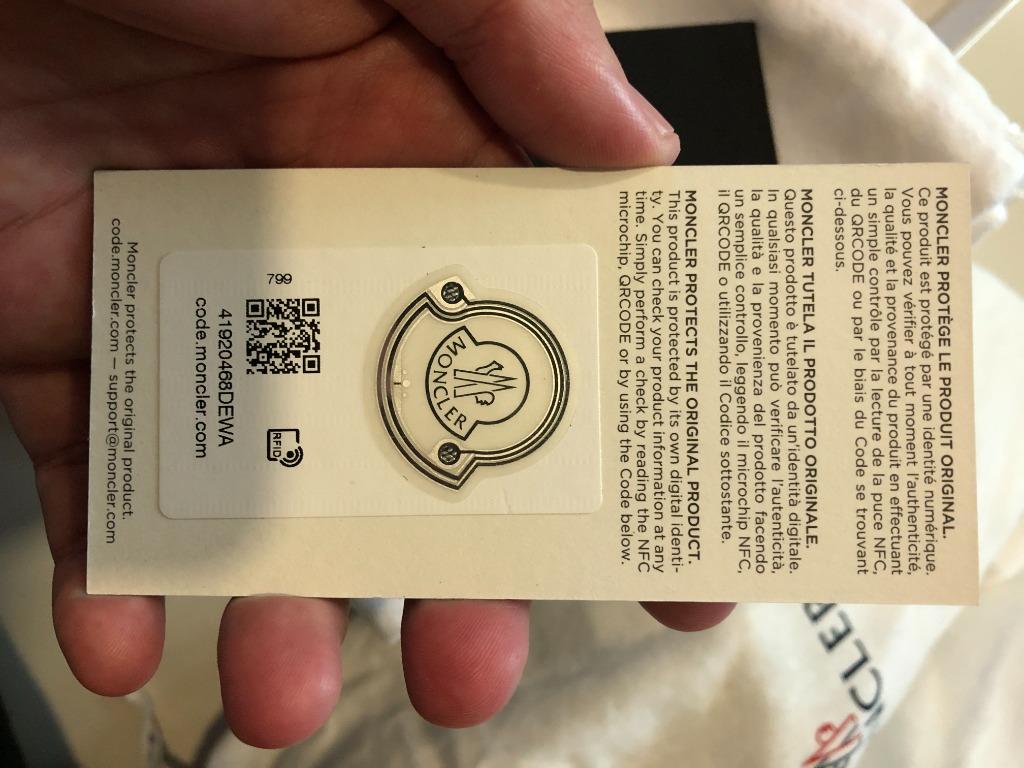 MONCLER PROTÈGE LE PRODUIT ORIGINAL.
Ce produit est protégé par une identité numérique.
Vous pouvez vérifier à tout moment l'authenticité,
la qualité et la provenance du produit en effectuant
un simple contrôle par la lecture de la puce NFC,
du QRCODE ou par le biais du Code se trouvant
ci-dessous.
MONCLER TUTELA IL PRODOTTO ORIGINALE.
Questo prodotto è tutelato da un'identità digitale.
In qualsiasi momento può verificare l'autenticità,
la qualità e la provenienza del prodotto facendo
un semplice controllo, leggendo il microchip NFC,
il QRCODE o utilizzando il Codice sottostante.
MONCLER PROTECTS THE ORIGINAL PRODUCT.
This product is protected by its own digital identi-
ty. You can check your product information at any
time. Simply perform a check by reading the NFC
microchip, QRCODE or by using the Code below.
MONCLER
799
RFID
41920468DEWA
code.moncler.com
Moncler protects the original product.
code.moncler.com — support@moncler.com
NCLER